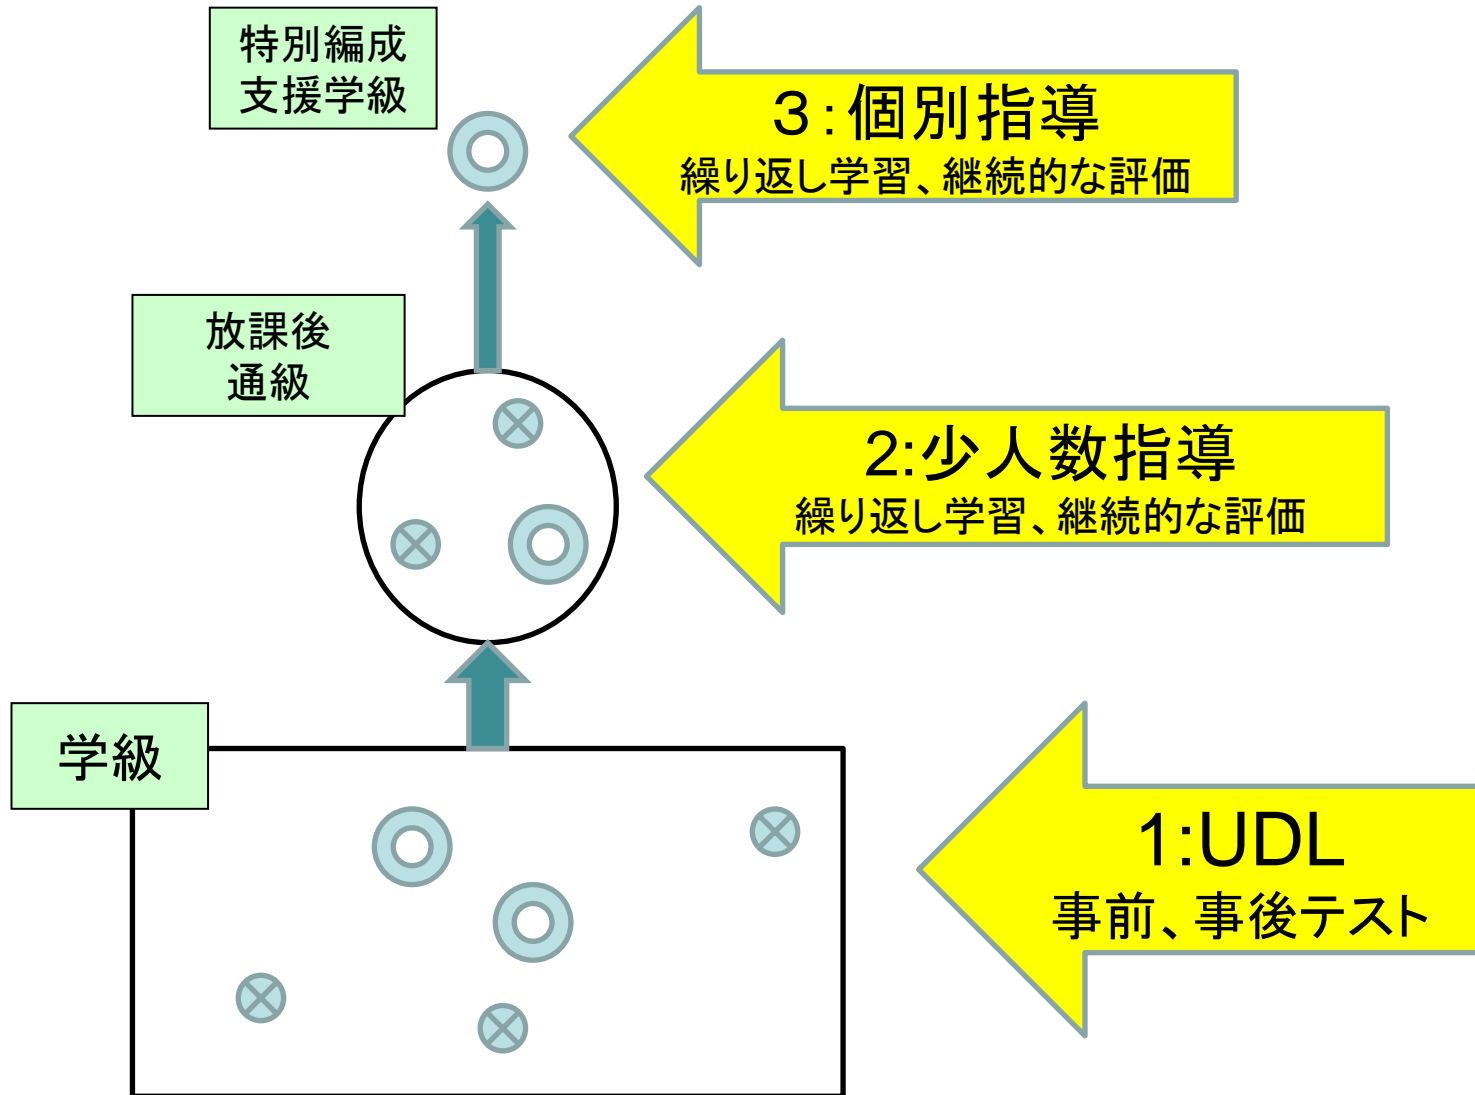 特別編成
支援学級
３：個別指導
繰り返し学習、継続的な評価
放課後
通級
2:少人数指導
繰り返し学習、継続的な評価
学級
1:UDL
事前、事後テスト